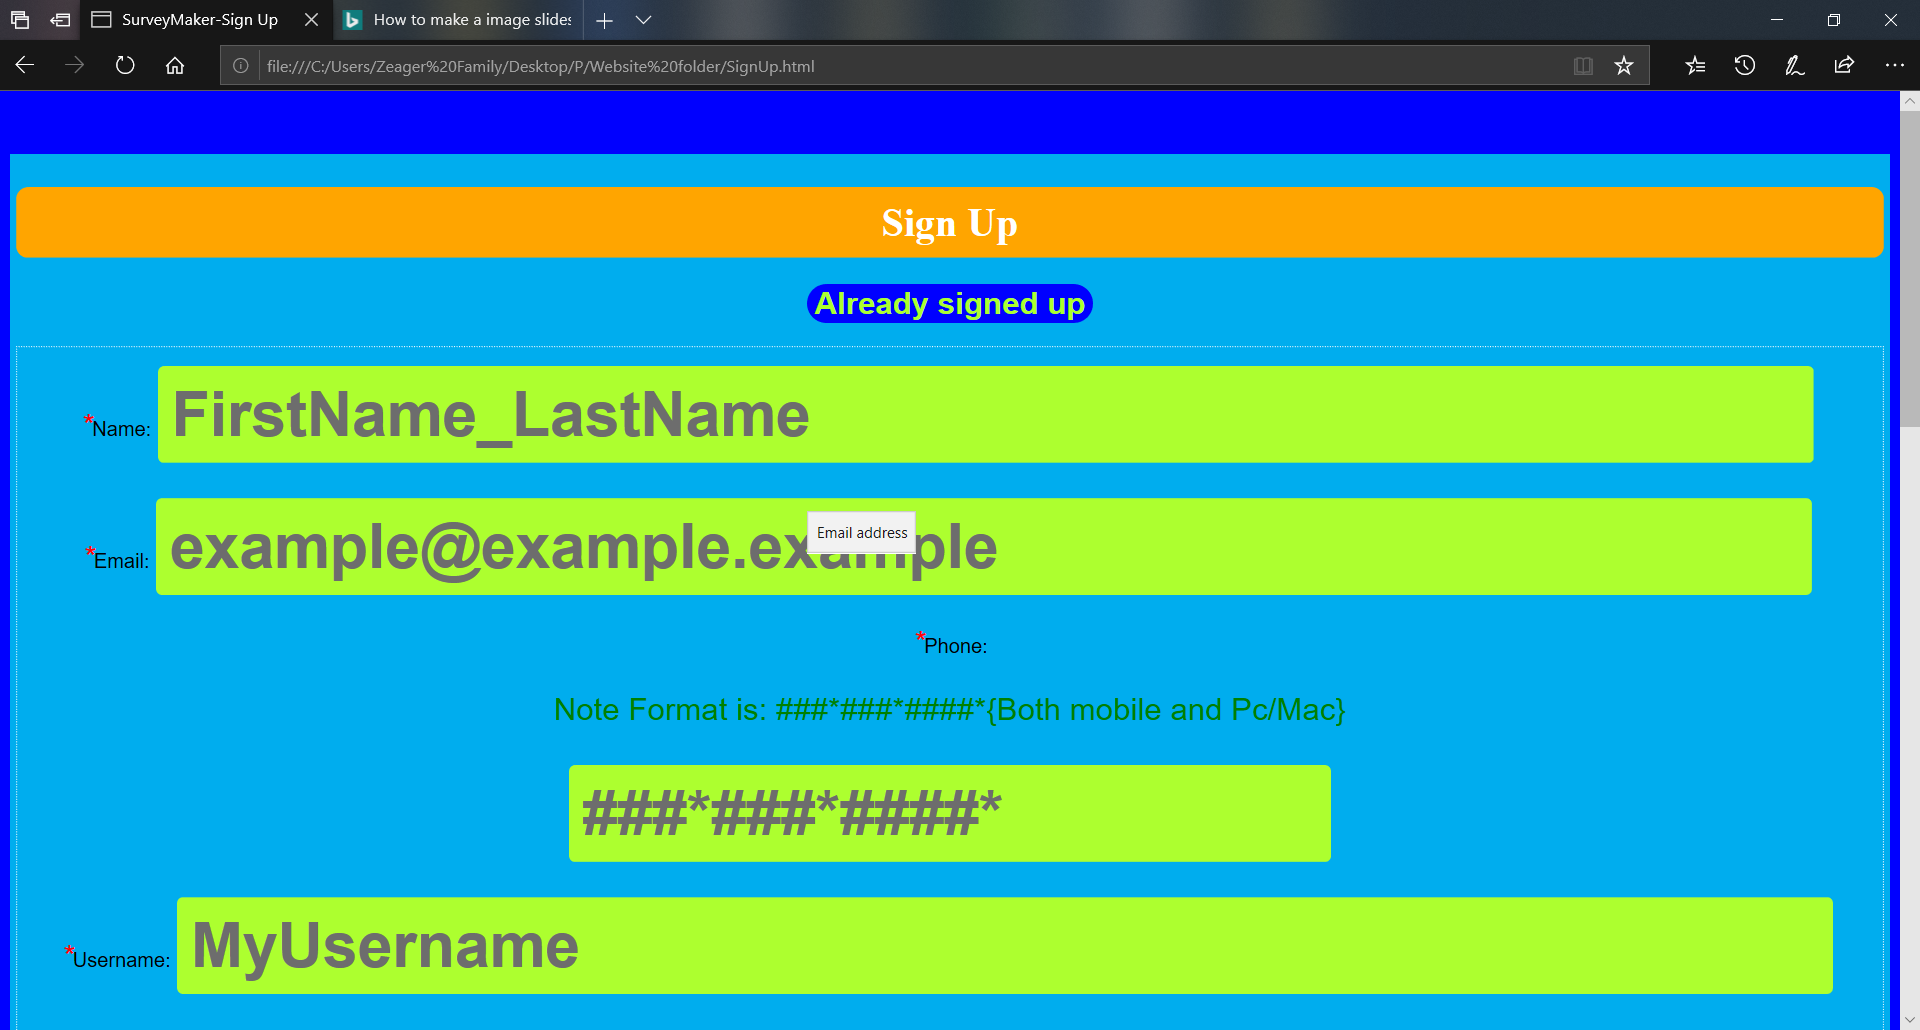 SurveyMaker-Sign Up
How to make a image slides
file:///C:/Users/Zeager%20Family/Desktop/P/Website%20folder/SignUp.html
Sign Up
Already signed up
*Name: FirstName_LastName
*Email: example@example.example
Email address
*Phone:
Note Format is: ###*###*####*{Both mobile and Pc/Mac}
###*###*####*
*Username: MyUsername